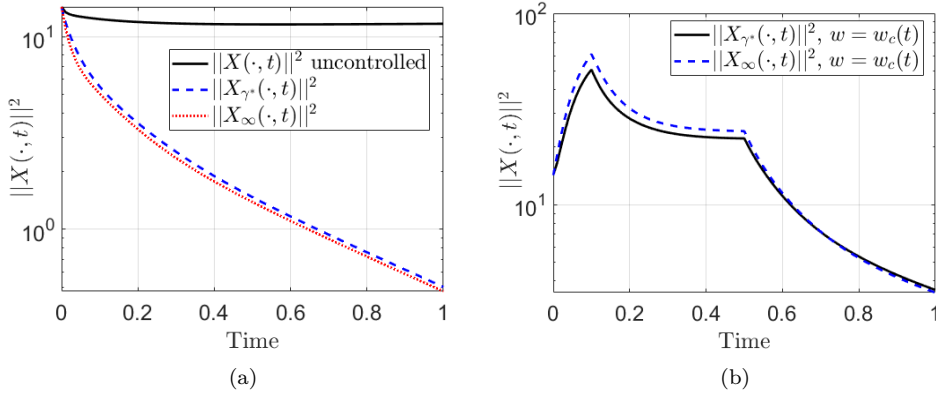 10^1
10^0
||X(·, t)||^2
||X(·, t)||^2 uncontrolled
||X_{γ*}(·, t)||^2
||X_∞(·, t)||^2
0 0.2 0.4 0.6 0.8 1
Time
(a)
10^2
10^1
||X(·, t)||^2
||X_{γ*}(·, t)||^2, w = w_c(t)
||X_∞(·, t)||^2, w = w_c(t)
0 0.2 0.4 0.6 0.8 1
Time
(b)